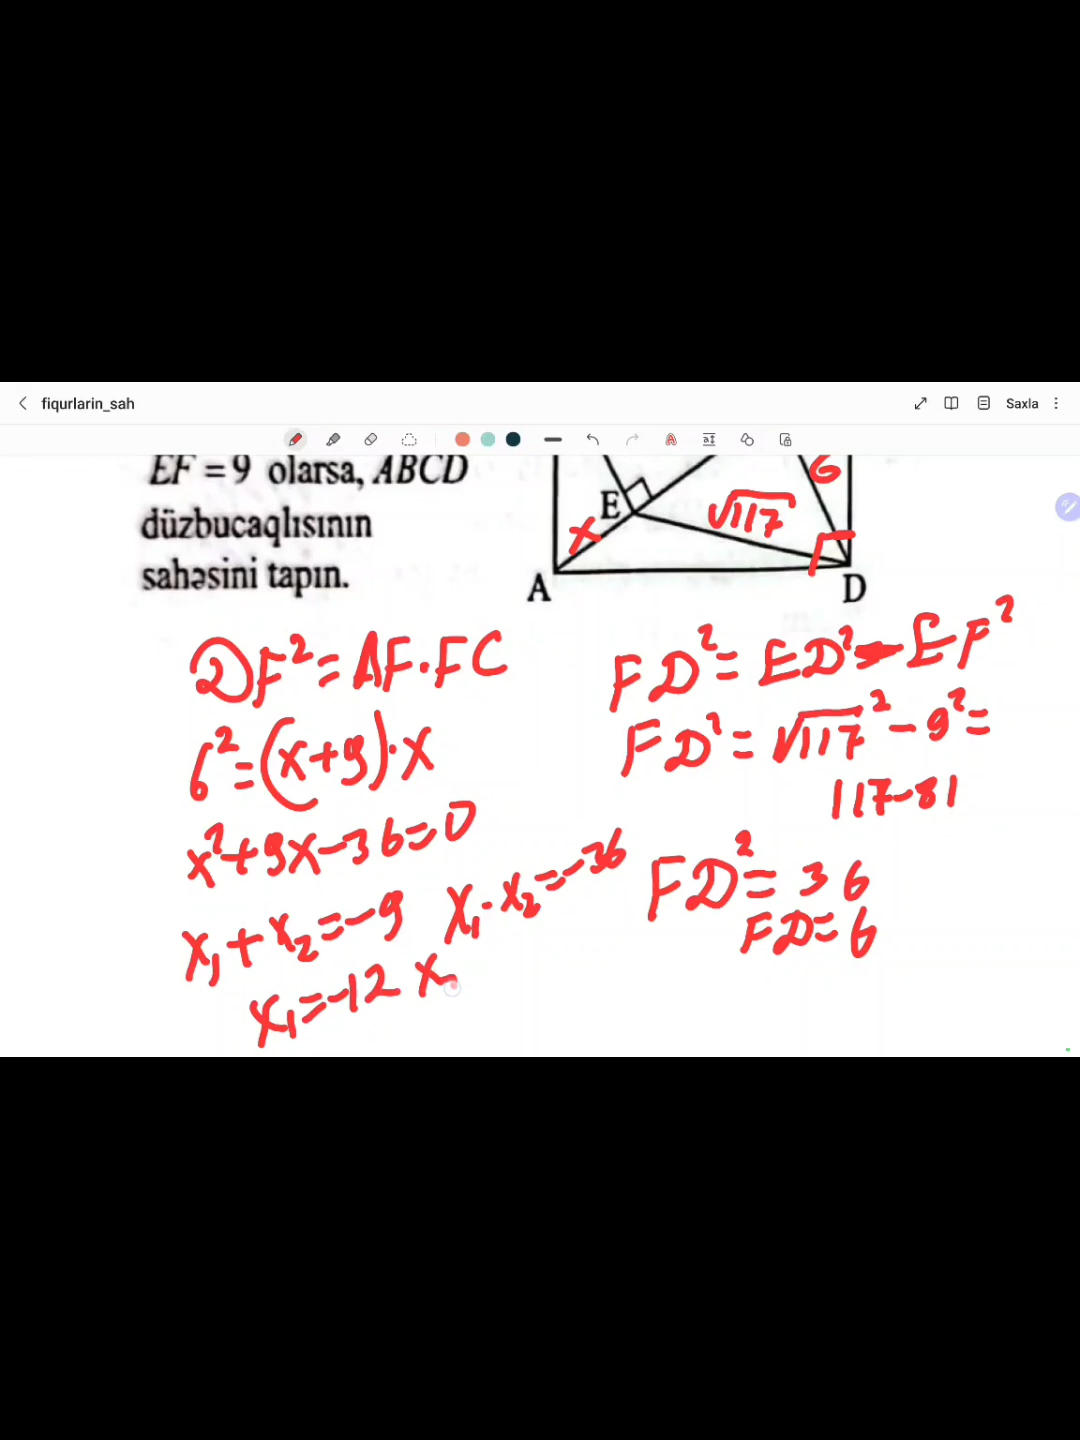 fiqurlarin_sah
Saxla
EF = 9 olarsa, ABCD
düzbucaqlısının
sahəsini tapın.
E
x
√117
6
A
D
DF² = AF · FC
6² = (x+9) · x
x² + 9x - 36 = 0
x₁ + x₂ = -9 x₁ · x₂ = -36
x₁ = -12 x
FD² = ED² - EF²
FD² = √117² - 9² =
117 - 81
FD² = 36
FD = 6